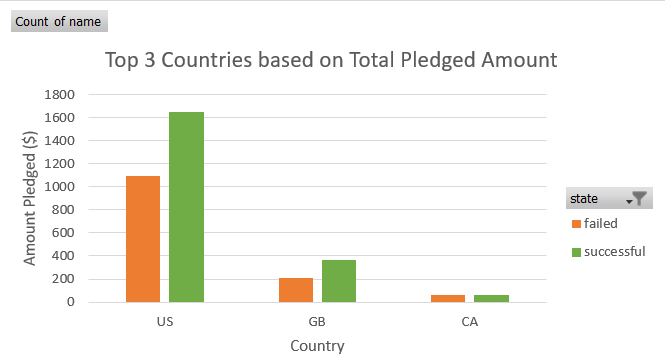 Count of name
Top 3 Countries based on Total Pledged Amount
Amount Pledged ($)
1800
1600
1400
1200
1000
800
600
400
200
0
US GB CA
Country
state
failed
successful